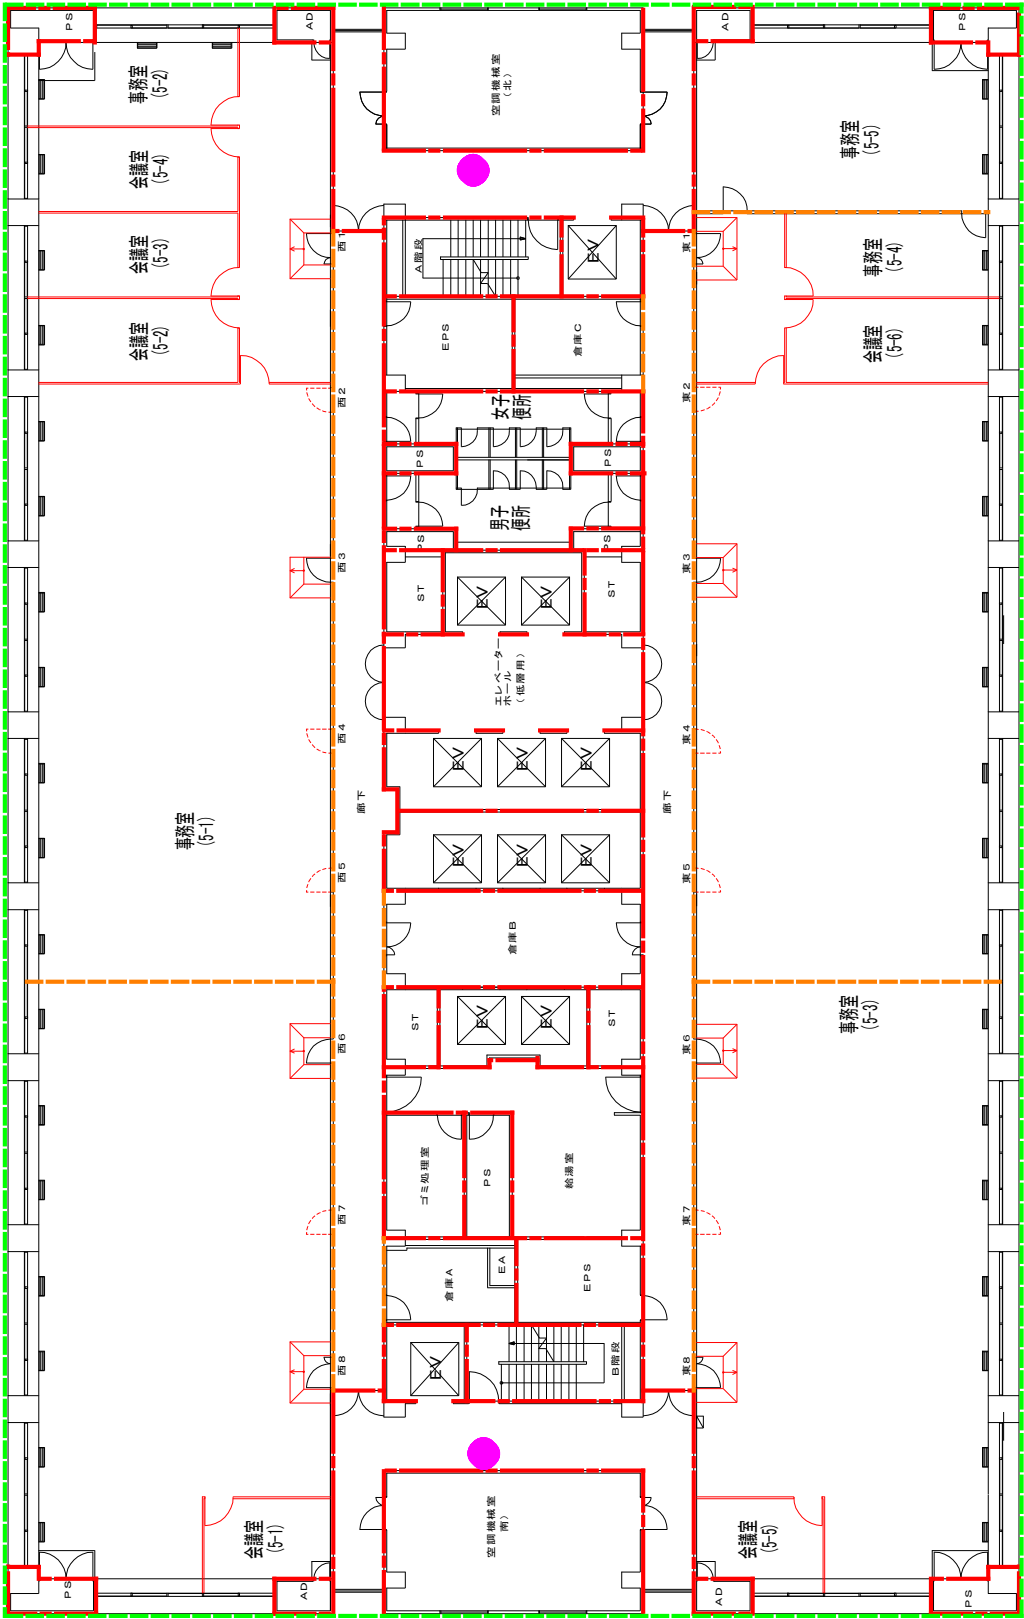 PS
AD
AD
PS
事務室
(5-2)
空調機械室
(北)
事務室
(5-5)
会議室
(5-4)
会議室
(5-3)
会議室
(5-2)
西1
A階段
EV
東1
事務室
(5-4)
会議室
(5-6)
EPS
倉庫C
西2
女子
便所
東2
PS
PS
男子
便所
PS
PS
西3
東3
ST
EV
EV
ST
エレベーター
ホール
(低層用)
西4
東4
EV
EV
EV
廊下
廊下
事務室
(5-1)
西5
EV
EV
EV
東5
倉庫B
事務室
(5-3)
西6
ST
EV
EV
ST
東6
ゴミ処理室
PS
給湯室
西7
東7
倉庫A
EA
EPS
西8
EV
B階段
東8
会議室
(5-1)
空調機械室
南)
会議室
(5-5)
PS
AD
AD
PS